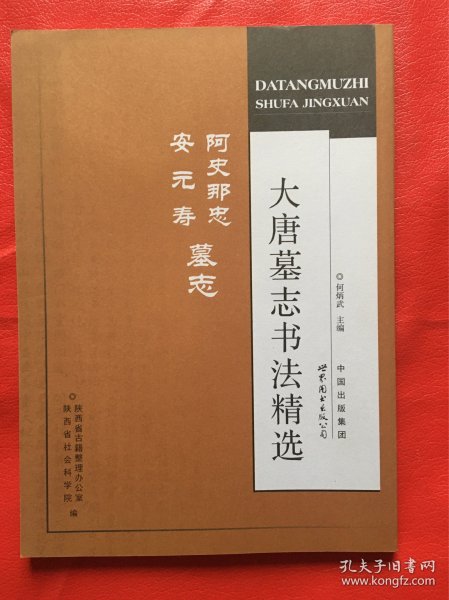 DATANGMUZHI
SHUFA JINGXUAN
大唐墓志书法精选
◎何炳武 主编
中国出版集团
世界图书出版公司
阿史那忠
安元寿
墓志
◎陕西省古籍整理办公室
陕西省社会科学院
编
孔夫子旧书网
www.kongfz.com